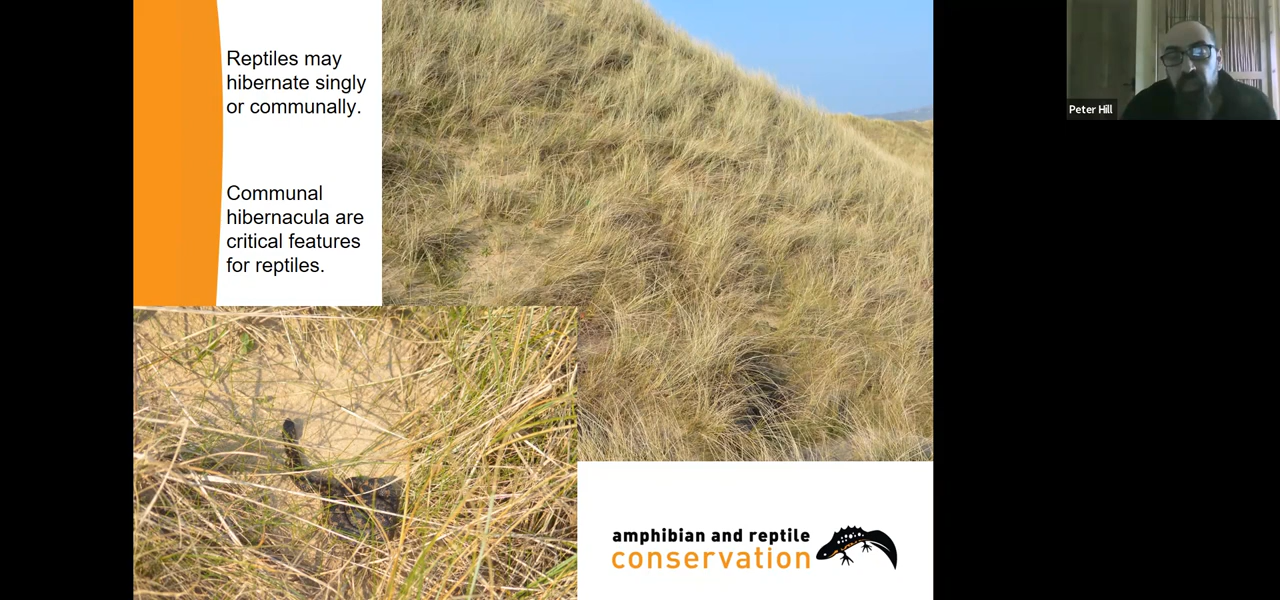 Reptiles may
hibernate singly
or communally.
Communal
hibernacula are
critical features
for reptiles.
amphibian and reptile
conservation
Peter Hill